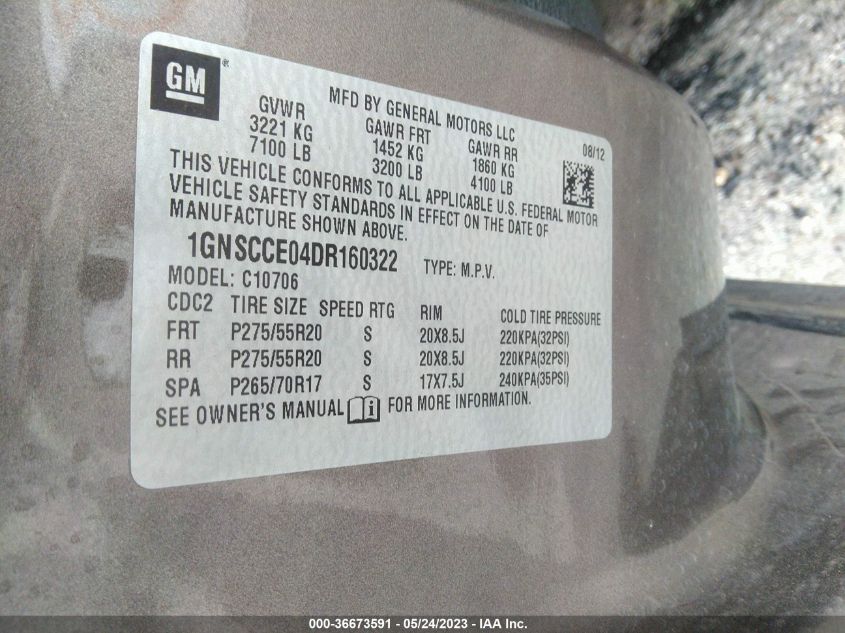 GM®
MFD BY GENERAL MOTORS LLC
GVWR GAWR FRT GAWR RR 08/12
3221 KG 1452 KG 1860 KG
7100 LB 3200 LB 4100 LB
THIS VEHICLE CONFORMS TO ALL APPLICABLE U.S. FEDERAL MOTOR
VEHICLE SAFETY STANDARDS IN EFFECT ON THE DATE OF
MANUFACTURE SHOWN ABOVE.
1GNSCCE04DR160322 TYPE: M.P.V.
MODEL: C10706
CDC2 TIRE SIZE SPEED RTG RIM COLD TIRE PRESSURE
FRT P275/55R20 S 20X8.5J 220KPA(32PSI)
RR P275/55R20 S 20X8.5J 220KPA(32PSI)
SPA P265/70R17 S 17X7.5J 240KPA(35PSI)
SEE OWNER'S MANUAL i FOR MORE INFORMATION.
000-36673591 - 05/24/2023 - IAA Inc.